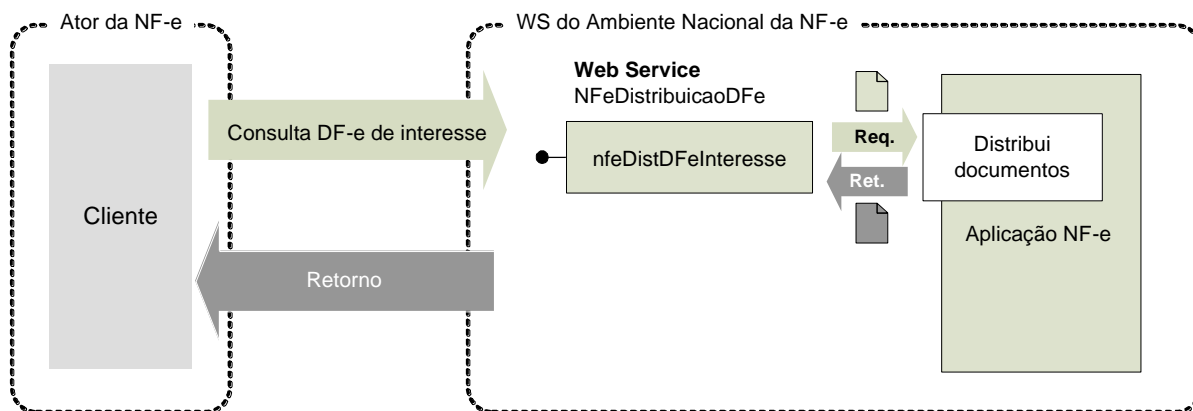 Ator da NF-e
WS do Ambiente Nacional da NF-e
Web Service
NFeDistribuicaoDFe
Consulta DF-e de interesse
nfeDistDFeInteresse
Req.
Ret.
Distribui
documentos
Cliente
Aplicação NF-e
Retorno